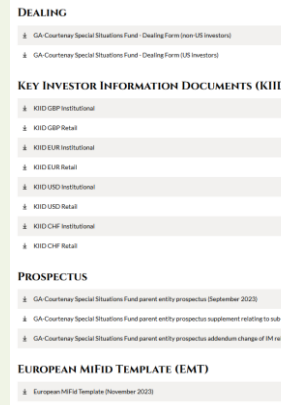 DEALING
GA-Courtenay Special Situations Fund - Dealing Form (non-US investors)
GA-Courtenay Special Situations Fund - Dealing Form (US investors)
KEY INVESTOR INFORMATION DOCUMENTS (KIID
KIID GBP Institutional
KIID GBP Retail
KIID EUR Institutional
KIID EUR Retail
KIID USD Institutional
KIID USD Retail
KIID CHF Institutional
KIID CHF Retail
PROSPECTUS
GA-Courtenay Special Situations Fund parent entity prospectus (September 2023)
GA-Courtenay Special Situations Fund parent entity prospectus supplement relating to sub-
GA-Courtenay Special Situations Fund parent entity prospectus addendum change of IM re
EUROPEAN MIFID TEMPLATE (EMT)
European MiFid Template (November 2023)